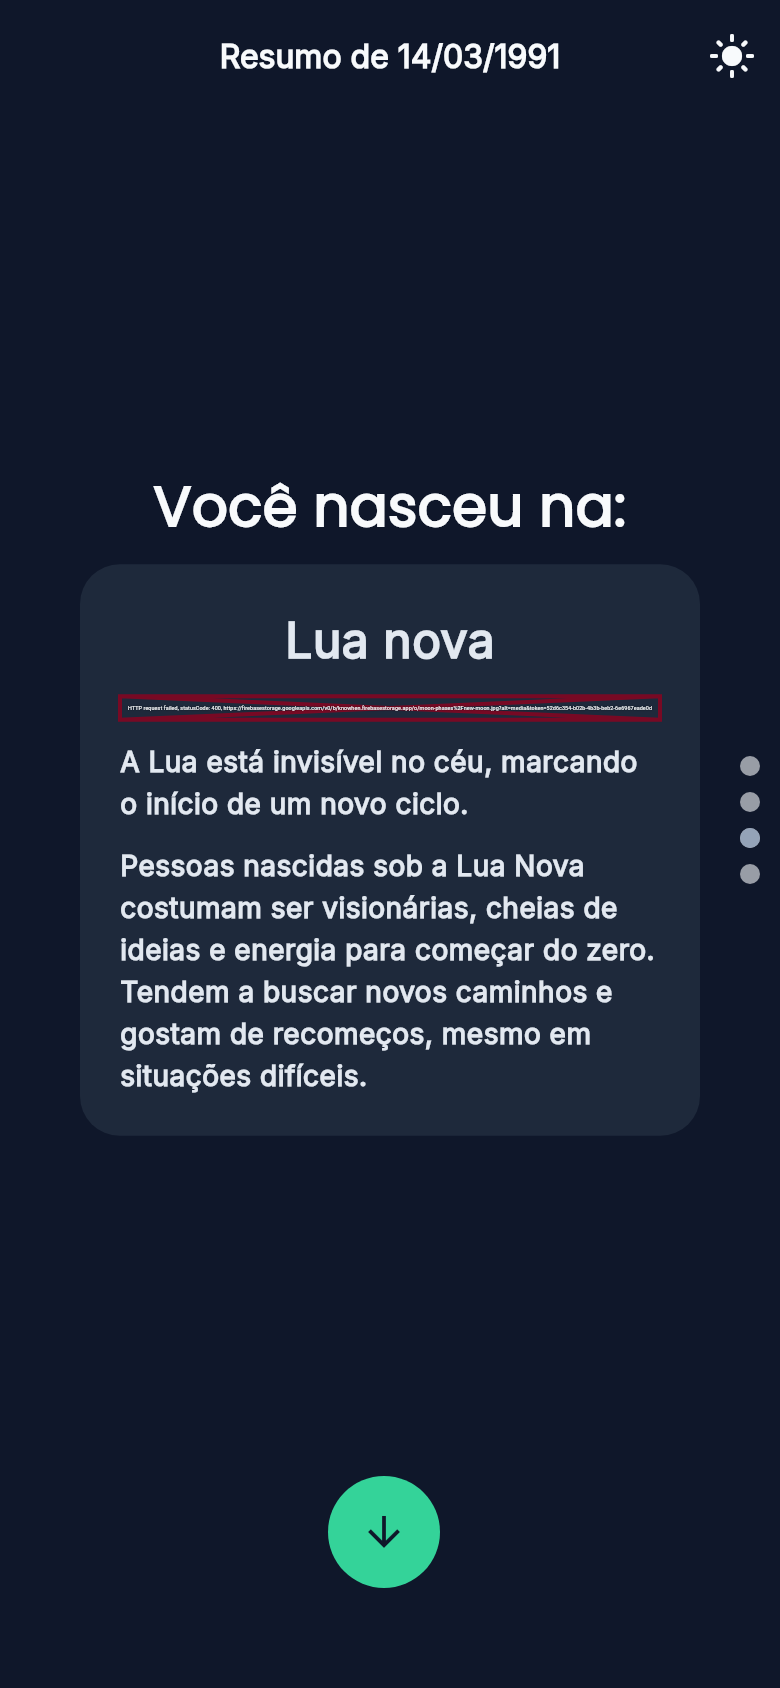 Resumo de 14/03/1991
Você nasceu na:
Lua nova
A Lua está invisível no céu, marcando
o início de um novo ciclo.
Pessoas nascidas sob a Lua Nova
costumam ser visionárias, cheias de
ideias e energia para começar do zero.
Tendem a buscar novos caminhos e
gostam de recomeços, mesmo em
situações difíceis.